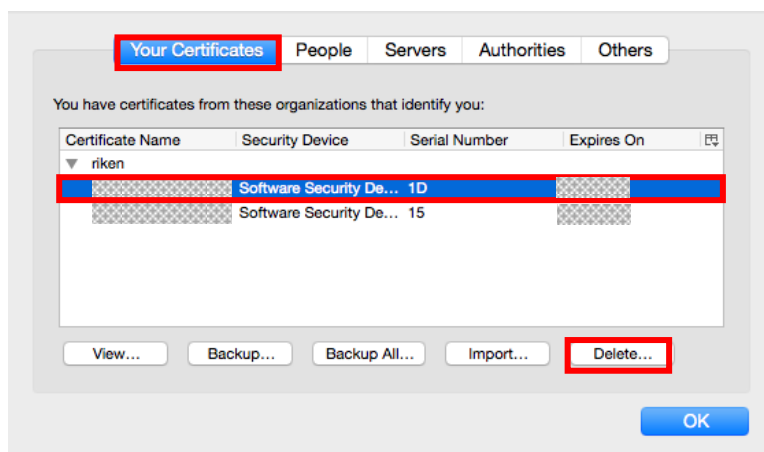 Your Certificates People Servers Authorities Others
You have certificates from these organizations that identify you:
Certificate Name Security Device Serial Number Expires On
riken
Software Security De... 1D
Software Security De... 15
View... Backup... Backup All... Import... Delete...
OK